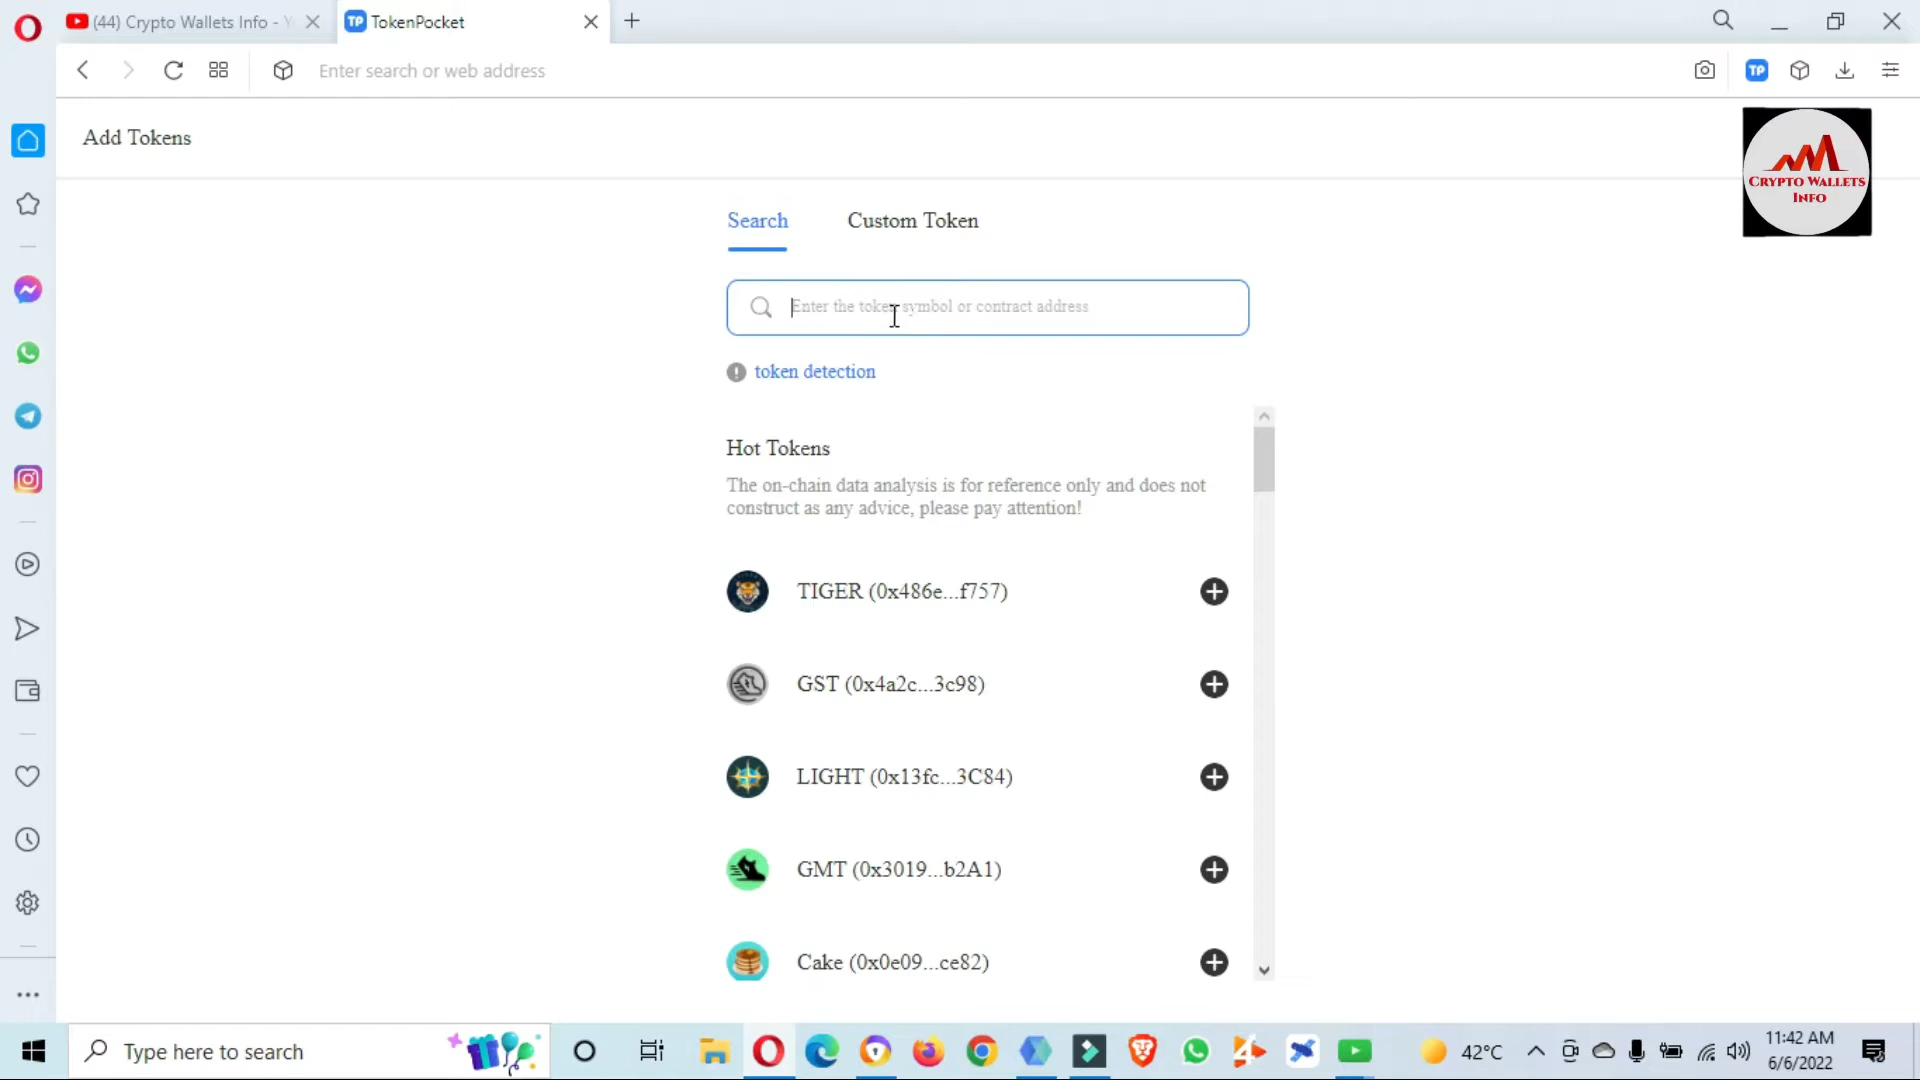 (44) Crypto Wallets Info - Y
TP TokenPocket
Enter search or web address
TP
Add Tokens
CRYPTO WALLETS
INFO
Search
Custom Token
Enter the token symbol or contract address
token detection
Hot Tokens
The on-chain data analysis is for reference only and does not
construct as any advice, please pay attention!
TIGER (0x486e...f757)
GST (0x4a2c...3c98)
LIGHT (0x13fc...3C84)
GMT (0x3019...b2A1)
Cake (0x0e09...ce82)
Type here to search
42°C
11:42 AM
6/6/2022